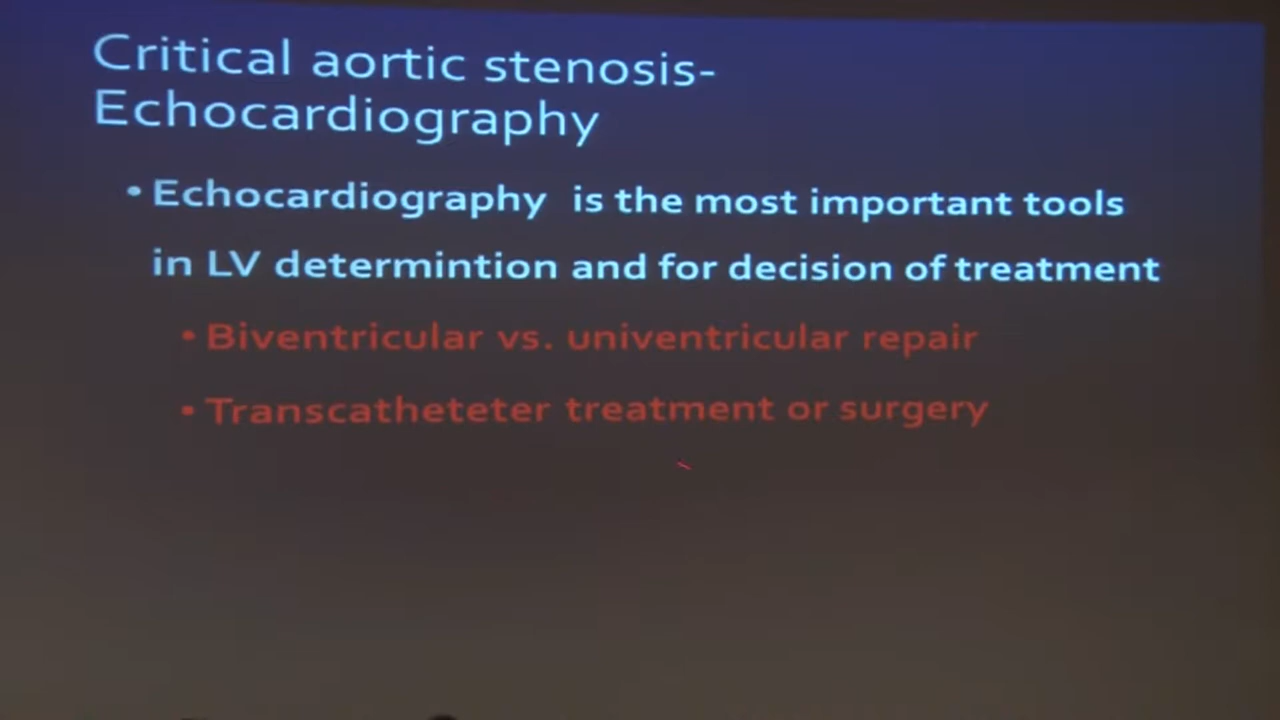 Critical aortic stenosis-
Echocardiography
• Echocardiography is the most important tools
in LV determintion and for decision of treatment
• Biventricular vs. univentricular repair
• Transcatheteter treatment or surgery